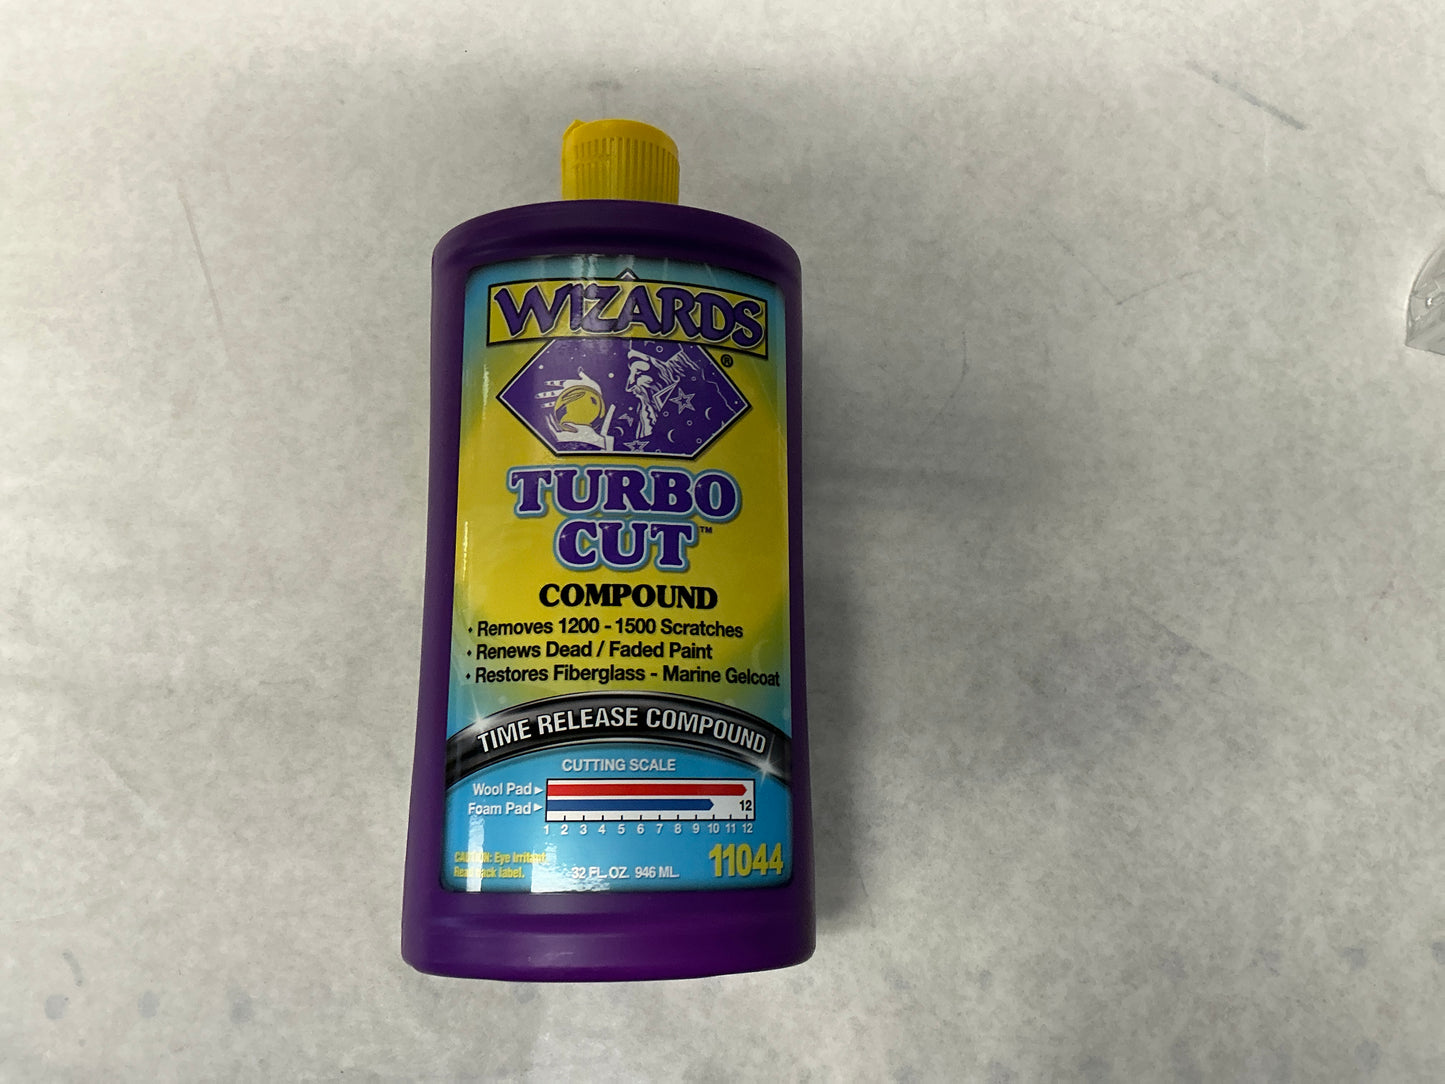 WIZARDS
®
TURBO
CUT™
COMPOUND
• Removes 1200 - 1500 Scratches
• Renews Dead / Faded Paint
• Restores Fiberglass - Marine Gelcoat
TIME RELEASE COMPOUND
CUTTING SCALE
Wool Pad
Foam Pad
12
1 2 3 4 5 6 7 8 9 10 11 12
CAUTION: Eye Irritant
Read back label.
32 FL. OZ. 946 ML.
11044